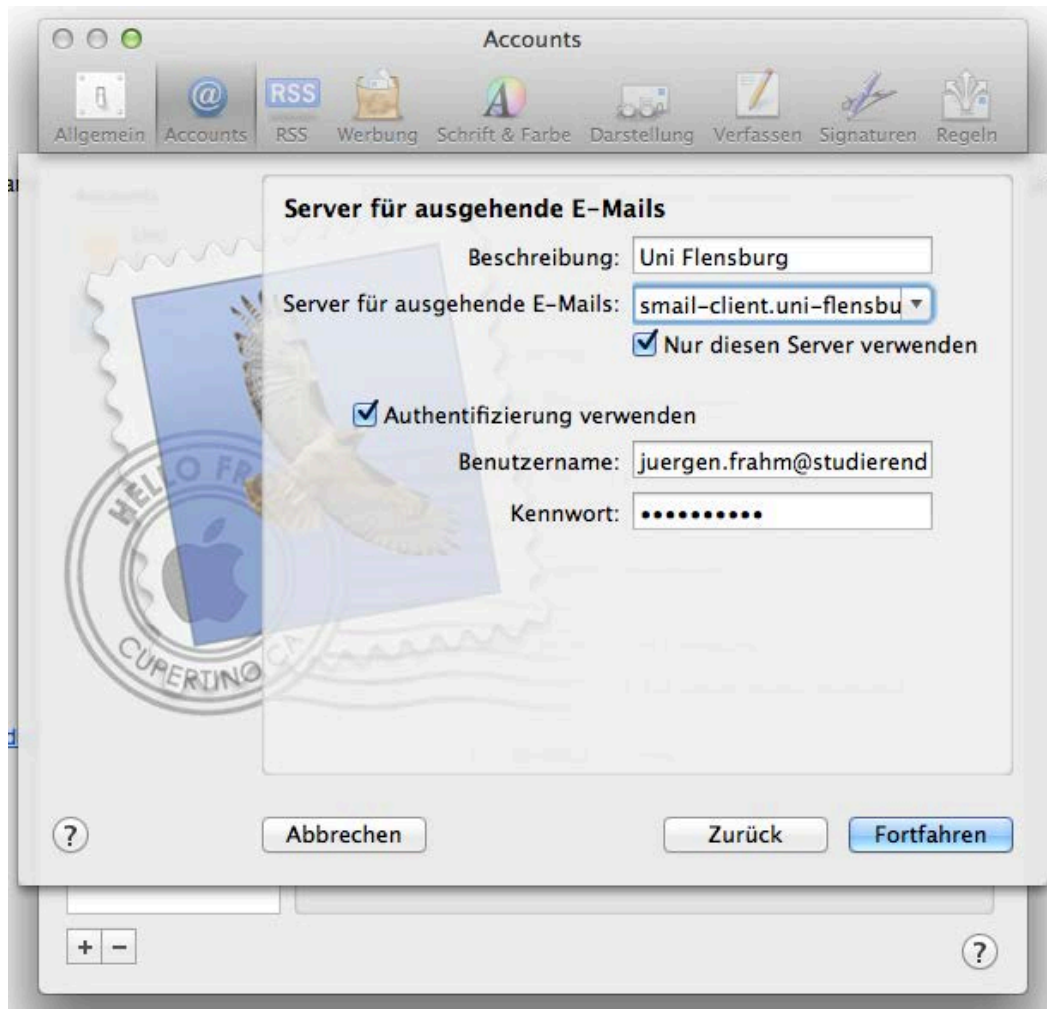 Accounts
Allgemein Accounts RSS Werbung Schrift & Farbe Darstellung Verfassen Signaturen Regeln
RSS
Server für ausgehende E-Mails
Beschreibung: Uni Flensburg
Server für ausgehende E-Mails: smail-client.uni-flensbu
Nur diesen Server verwenden
Authentifizierung verwenden
Benutzername: juergen.frahm@studierend
Kennwort: ••••••••••
HELLO FR
CUPERTINO CA
? Abbrechen Zurück Fortfahren
+ − ?